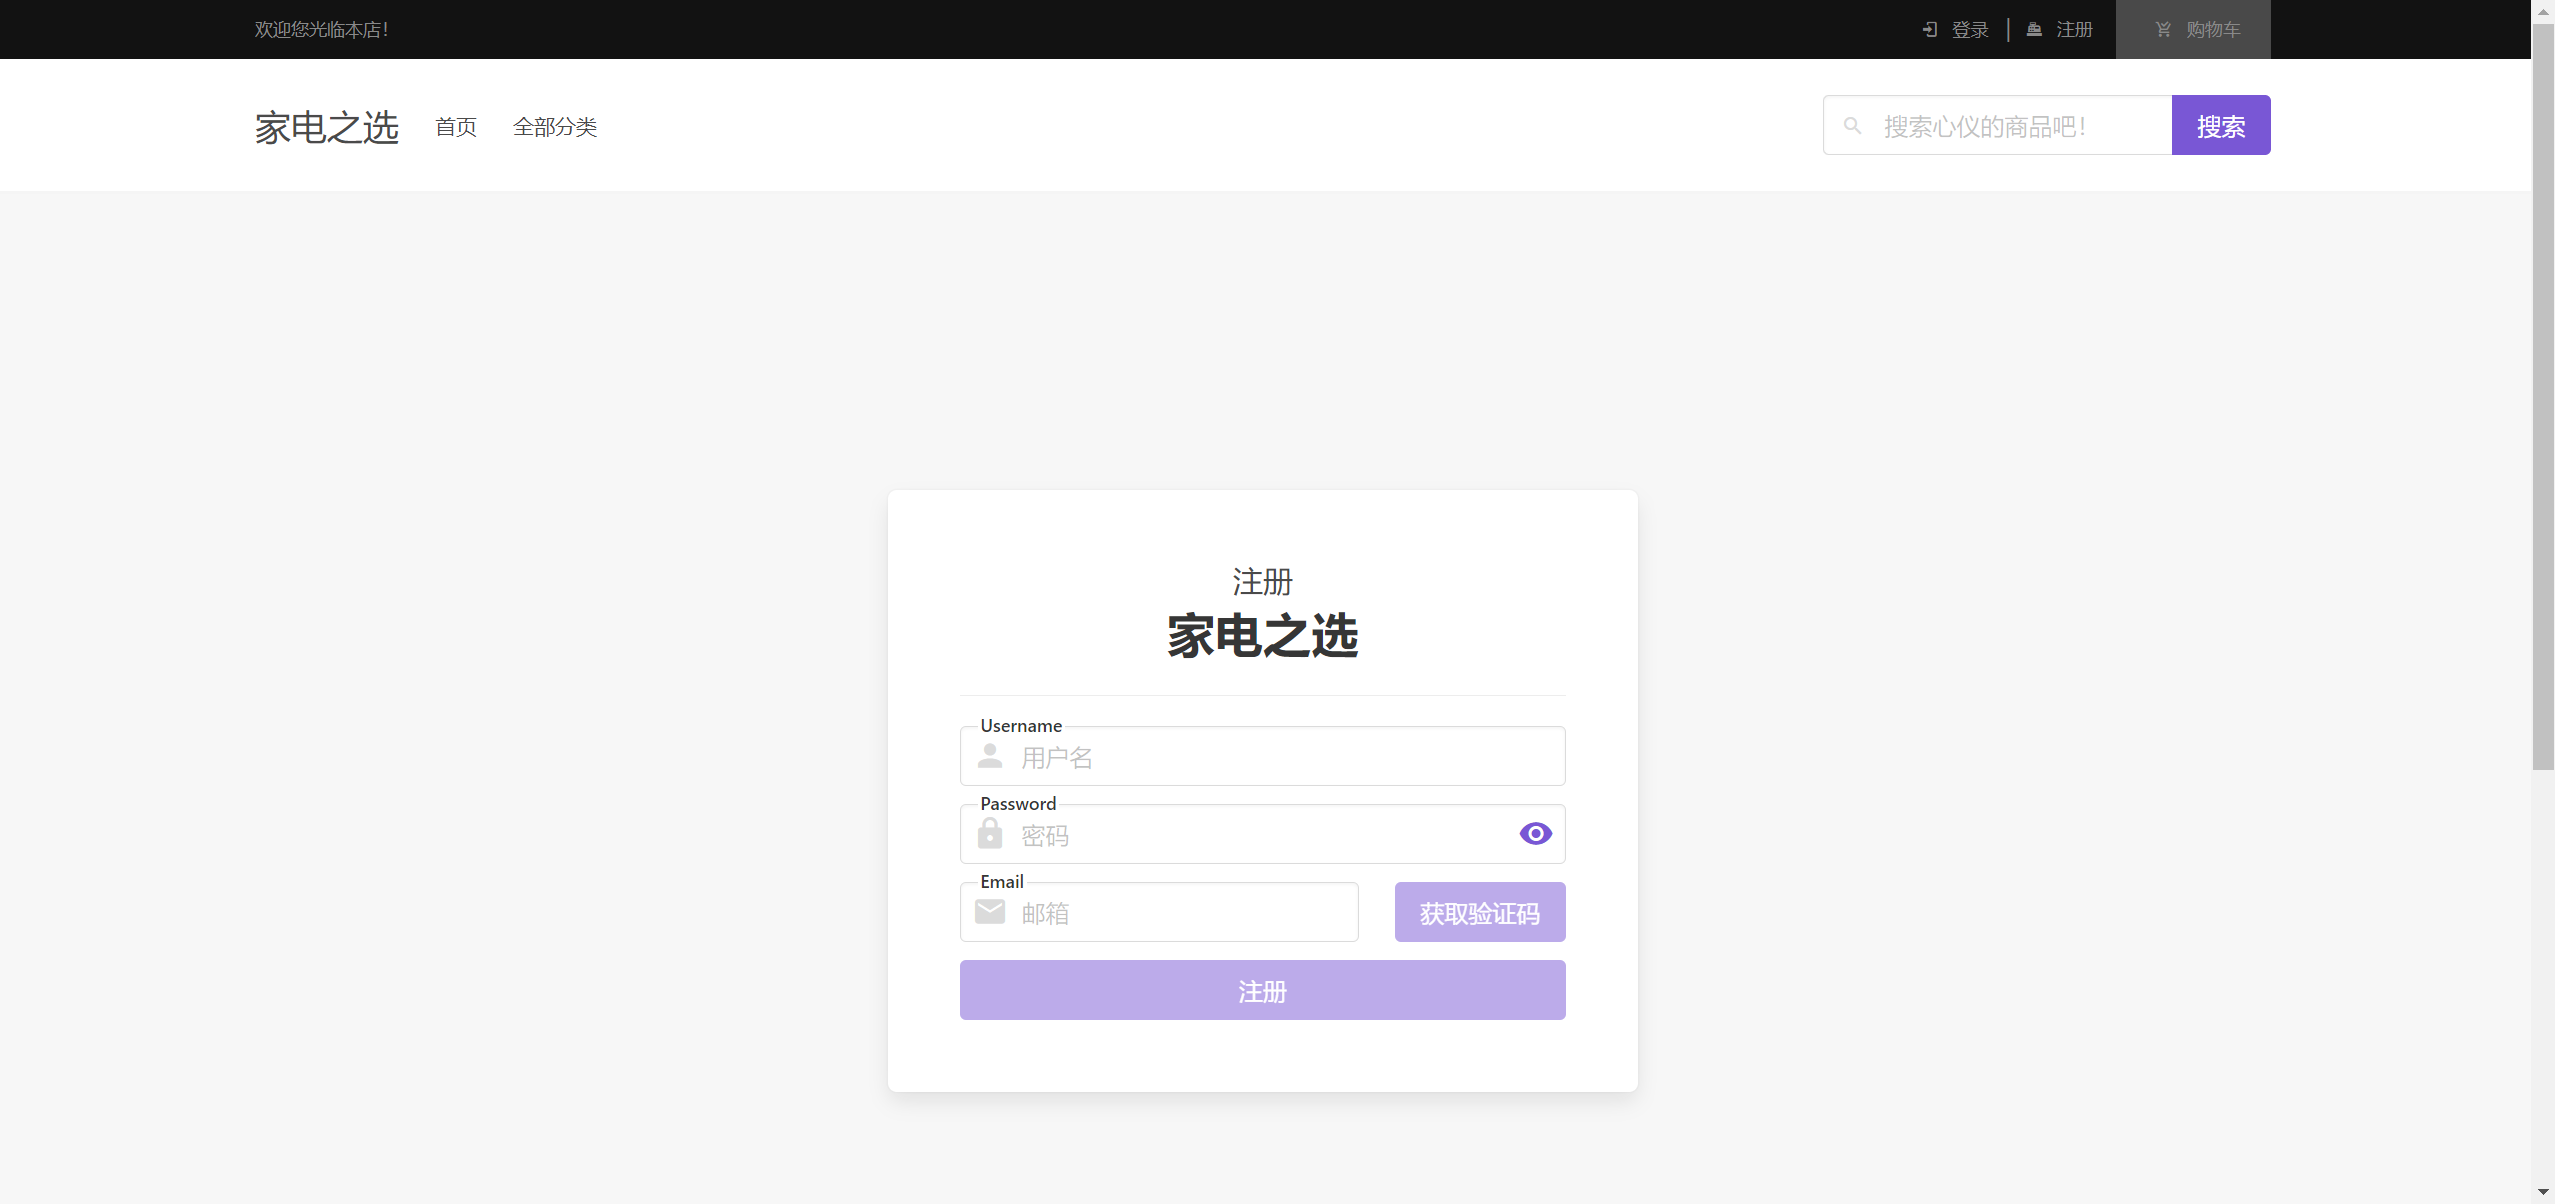 欢迎您光临本店！
登录 | 注册 购物车
家电之选 首页 全部分类 搜索心仪的商品吧！ 搜索
注册
家电之选
Username
用户名
Password
密码
Email
邮箱 获取验证码
注册